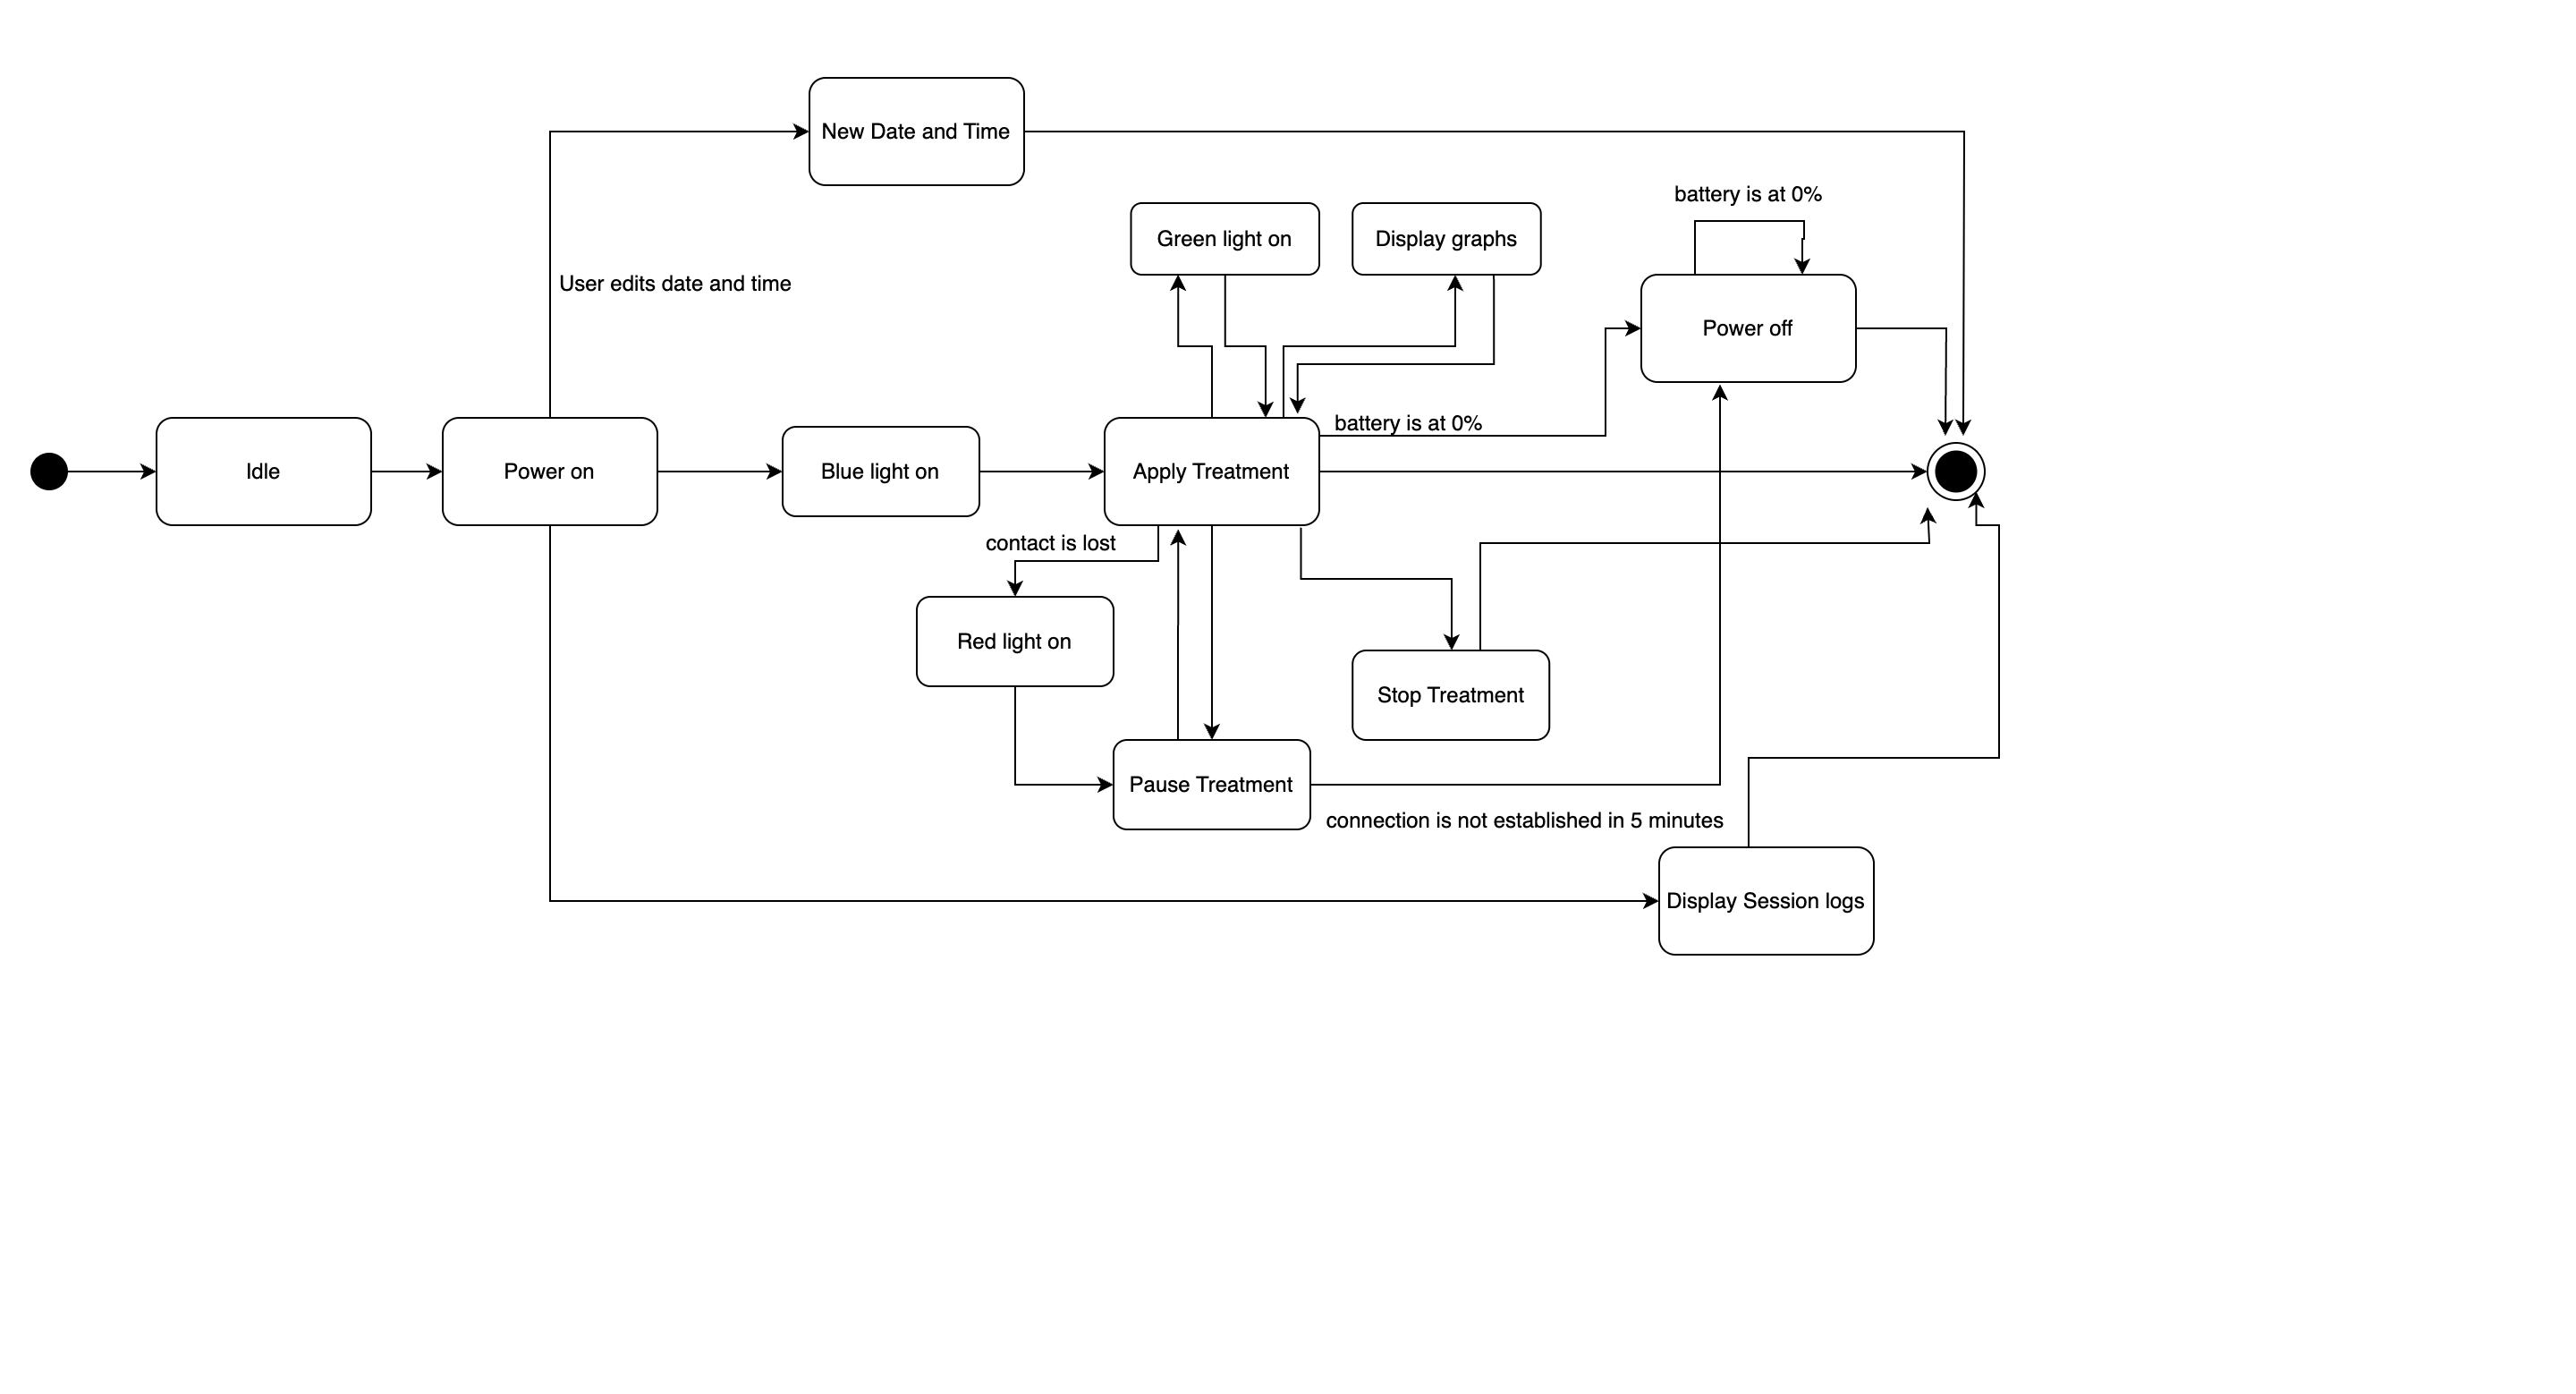 New Date and Time
battery is at 0%
Green light on
Display graphs
User edits date and time
Power off
battery is at 0%
Idle
Power on
Blue light on
Apply Treatment
contact is lost
Red light on
Stop Treatment
Pause Treatment
connection is not established in 5 minutes
Display Session logs